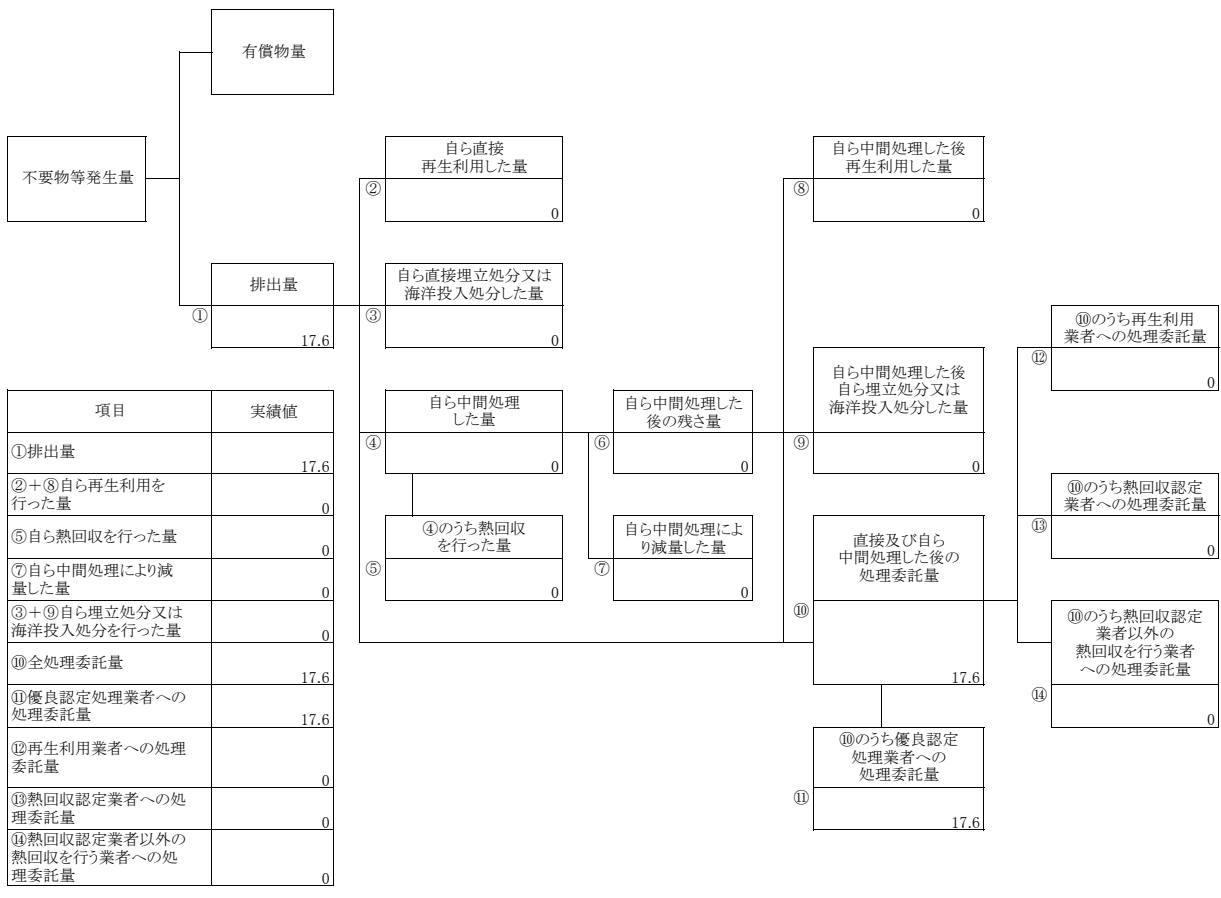 有償物量
不要物等発生量
自ら直接
再生利用した量
②
0
自ら中間処理した後
再生利用した量
⑧
0
排出量
①
17.6
自ら直接埋立処分又は
海洋投入処分した量
③
0
⑩のうち再生利用
業者への処理委託量
⑫
0
自ら中間処理
した量
④
0
自ら中間処理した
後の残さ量
⑥
0
自ら中間処理した後
自ら埋立処分又は
海洋投入処分した量
⑨
0
⑩のうち熱回収認定
業者への処理委託量
⑬
0
④のうち熱回収
を行った量
⑤
0
自ら中間処理によ
り減量した量
⑦
0
直接及び自ら
中間処理した後の
処理委託量
⑩
17.6
⑩のうち熱回収認定
業者以外の
熱回収を行う業者
への処理委託量
⑭
0
⑩のうち優良認定
処理業者への
処理委託量
⑪
17.6
項目 実績値
①排出量
17.6
②＋⑧自ら再生利用を
行った量
0
⑤自ら熱回収を行った量
0
⑦自ら中間処理により減
量した量
0
③＋⑨自ら埋立処分又は
海洋投入処分を行った量
0
⑩全処理委託量
17.6
⑪優良認定処理業者への
処理委託量
17.6
⑫再生利用業者への処理
委託量
0
⑬熱回収認定業者への処
理委託量
0
⑭熱回収認定業者以外の
熱回収を行う業者への処
理委託量
0